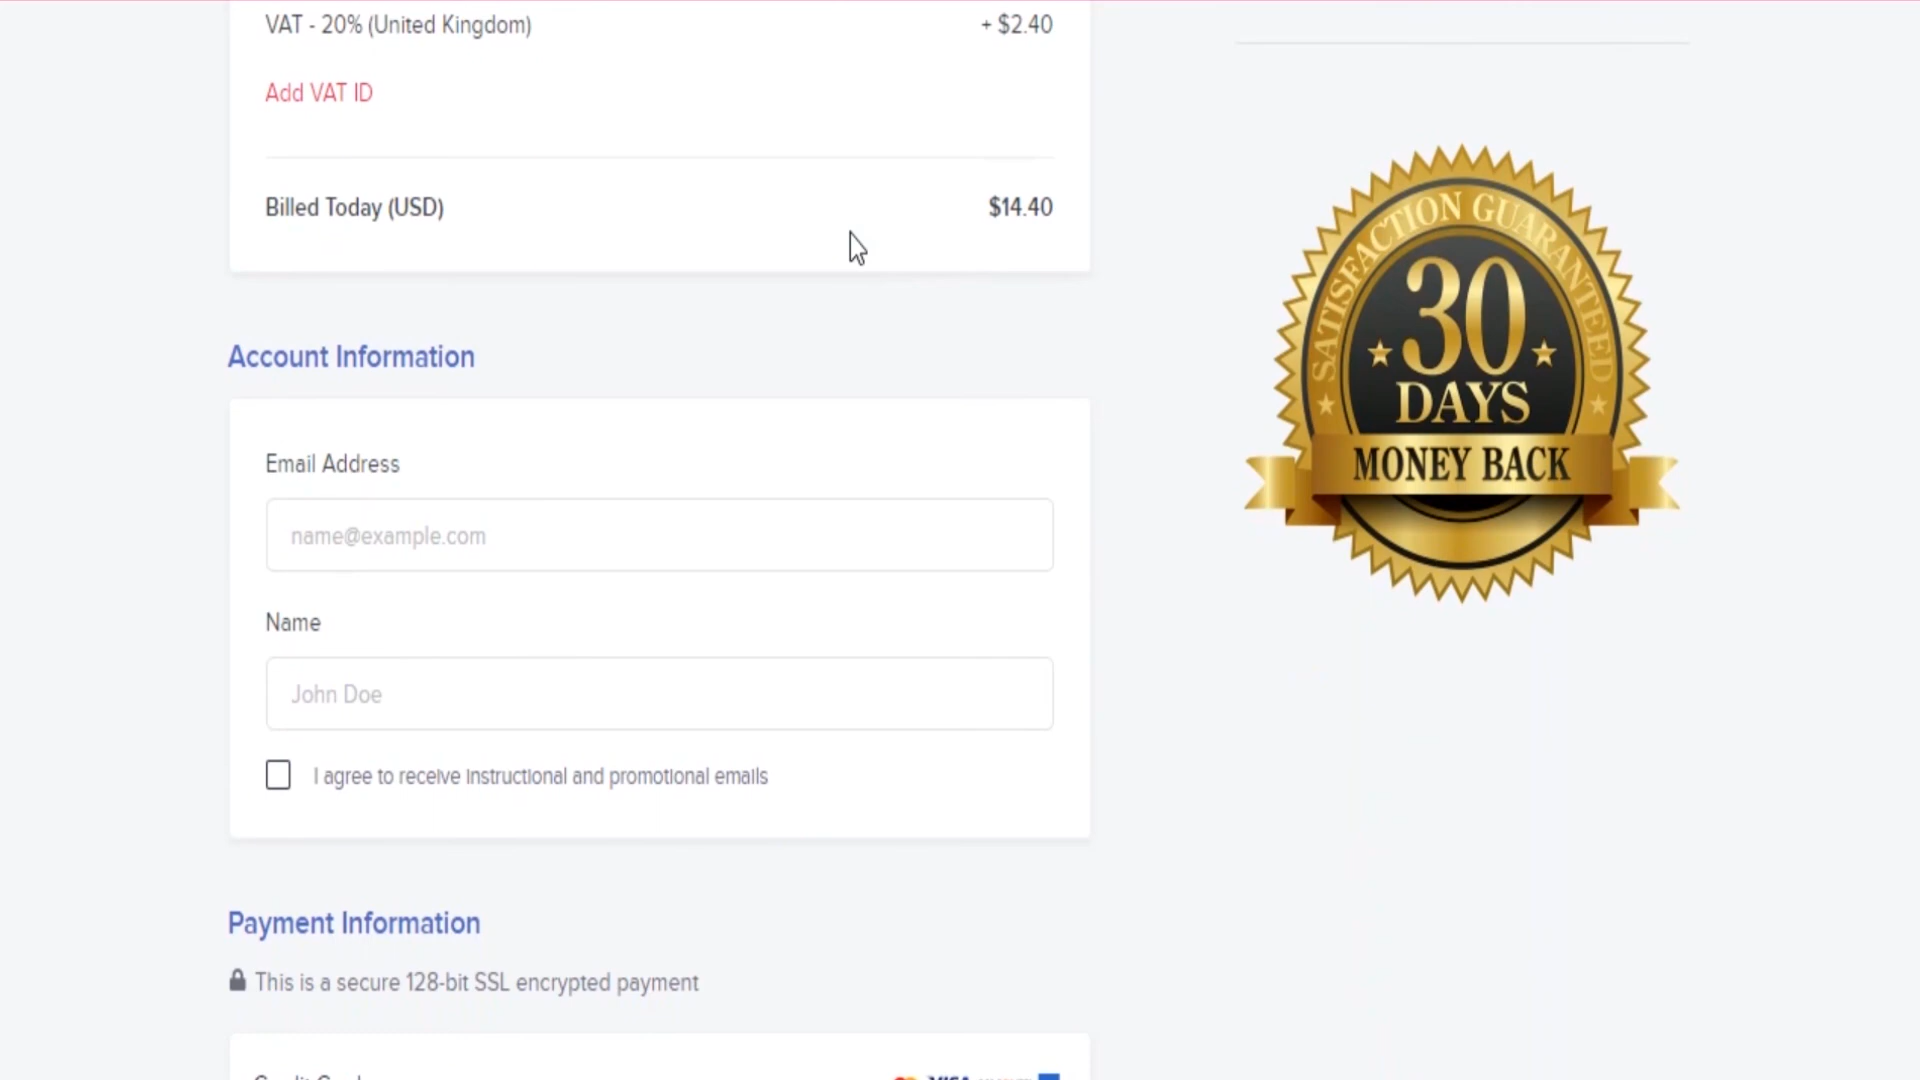 VAT - 20% (United Kingdom)
+ $2.40
Add VAT ID
Billed Today (USD)
$14.40
SATISFACTION GUARANTEED
30
DAYS
MONEY BACK
Account Information
Email Address
name@example.com
Name
John Doe
I agree to receive instructional and promotional emails
Payment Information
This is a secure 128-bit SSL encrypted payment
VISA